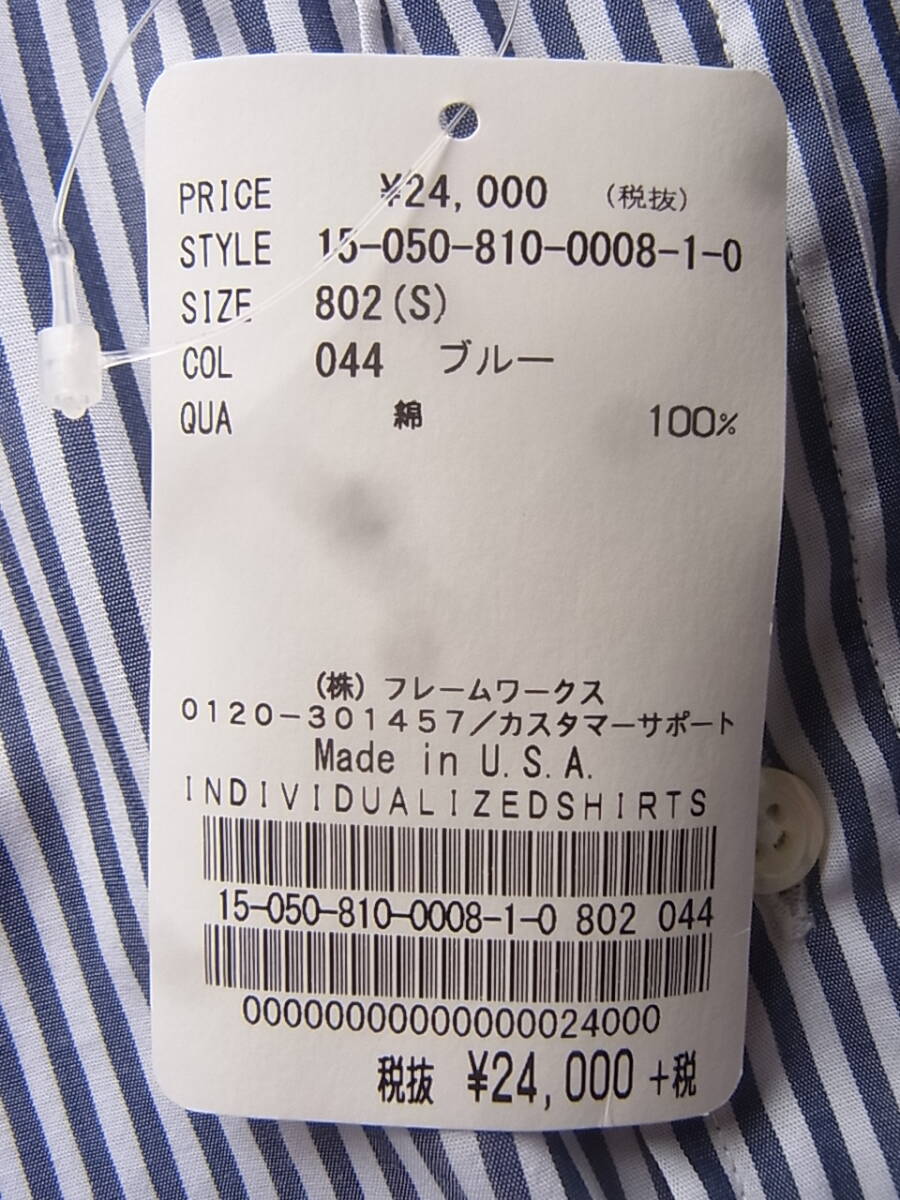 PRICE ¥24,000 (税抜)
STYLE 15-050-810-0008-1-0
SIZE 802(S)
COL 044 ブルー
QUA 綿 100%
(株)フレームワークス
0120-301457/カスタマーサポート
Made in U.S.A.
INDIVIDUALIZEDSHIRTS
15-050-810-0008-1-0 802 044
00000000000000024000
税抜 ¥24,000 +税